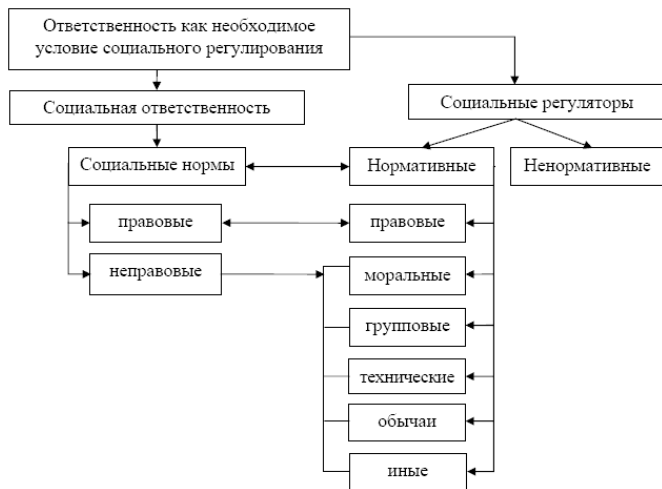 Ответственность как необходимое
условие социального регулирования
Социальная ответственность
Социальные регуляторы
Социальные нормы
Нормативные
Ненормативные
правовые
правовые
неправовые
моральные
групповые
технические
обычаи
иные